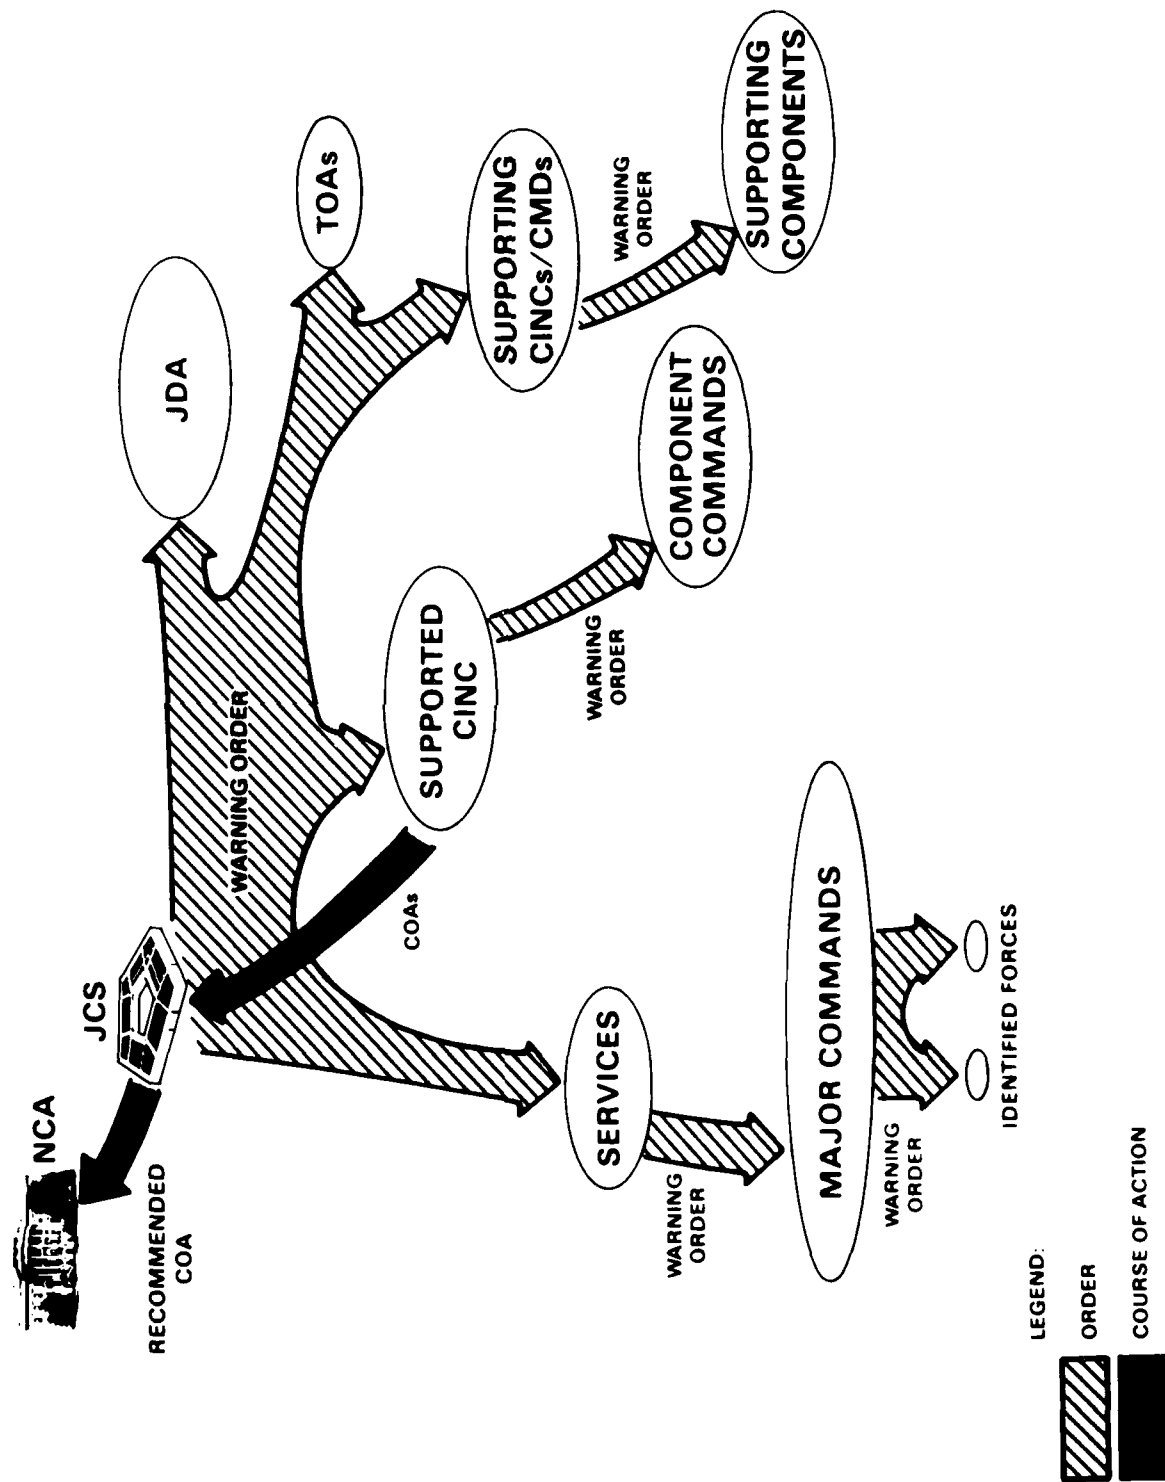 NCA
JCS
RECOMMENDED
COA
WARNING ORDER
COAs
JDA
TOAs
SERVICES
SUPPORTED
CINC
SUPPORTING
CINCs/CMDs
WARNING
ORDER
WARNING
ORDER
WARNING
ORDER
MAJOR COMMANDS
COMPONENT
COMMANDS
SUPPORTING
COMPONENTS
WARNING
ORDER
IDENTIFIED FORCES
LEGEND:
ORDER
COURSE OF ACTION